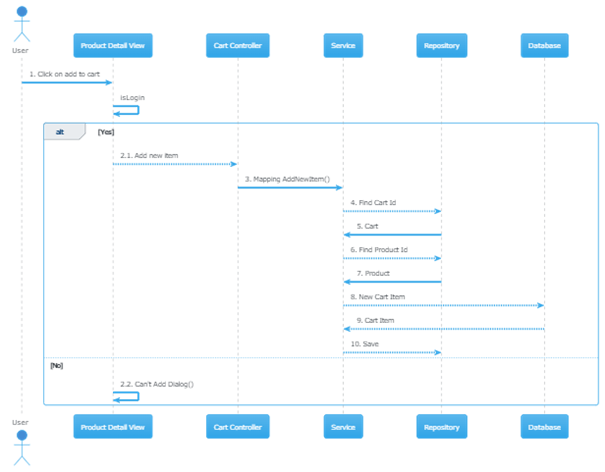 User
Product Detail View
Cart Controller
Service
Repository
Database
1. Click on add to cart
isLogin
alt
[Yes]
2.1. Add new item
3. Mapping AddNewItem()
4. Find Cart Id
5. Cart
6. Find Product Id
7. Product
8. New Cart Item
9. Cart Item
10. Save
[No]
2.2. Can't Add Dialog()
User
Product Detail View
Cart Controller
Service
Repository
Database